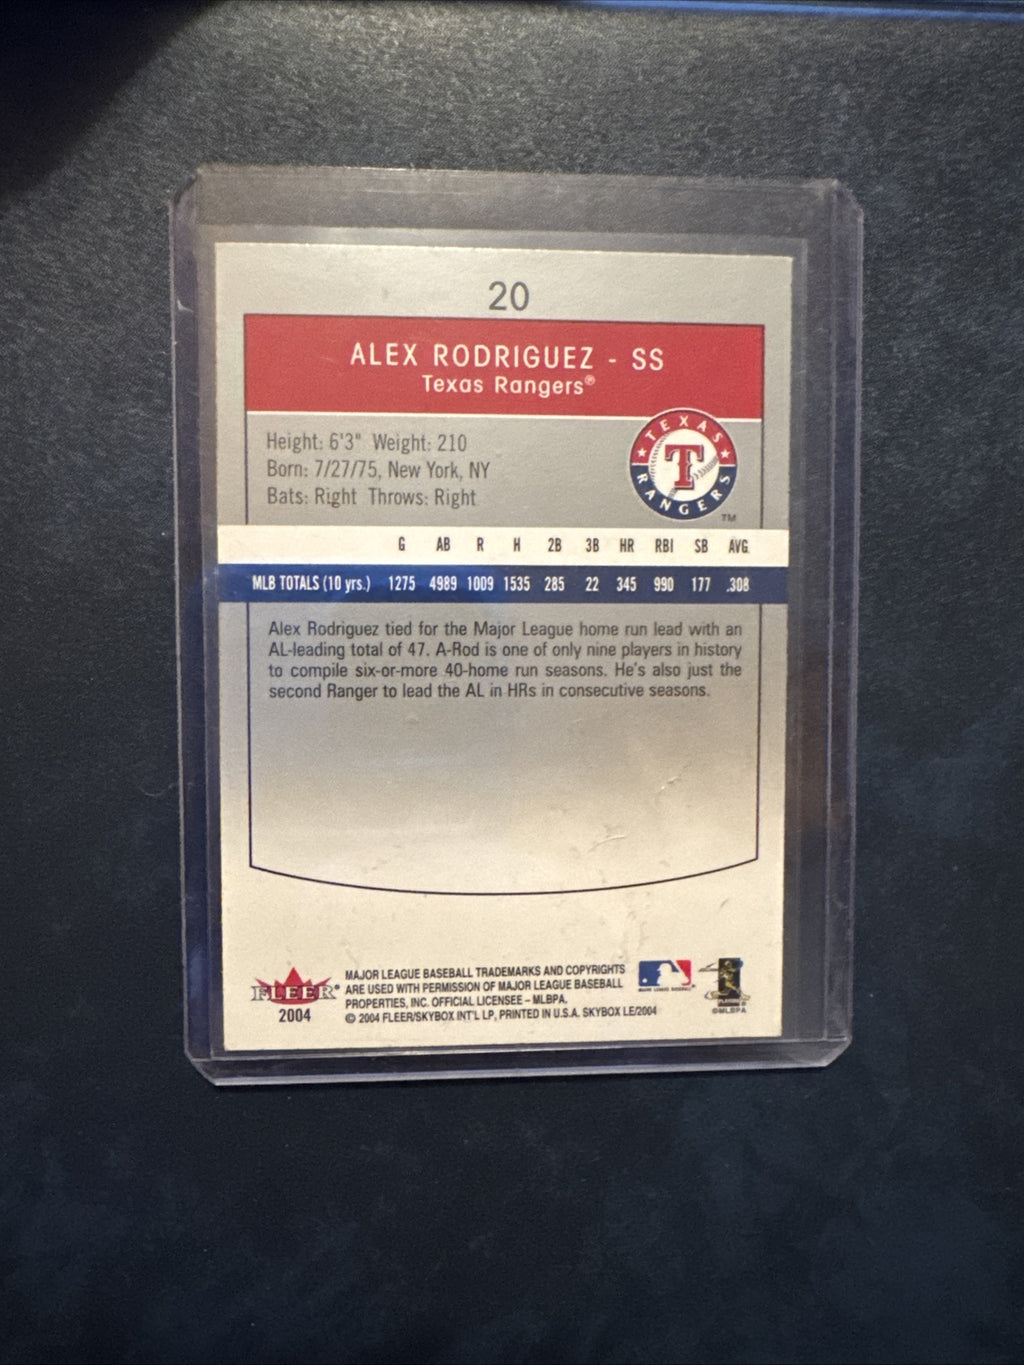 20
ALEX RODRIGUEZ - SS
Texas Rangers®
Height: 6'3" Weight: 210
Born: 7/27/75, New York, NY
Bats: Right Throws: Right
TEXAS
T
RANGERS
TM
G AB R H 2B 3B HR RBI SB AVG
MLB TOTALS (10 yrs.) 1275 4989 1009 1535 285 22 345 990 177 .308
Alex Rodriguez tied for the Major League home run lead with an
AL-leading total of 47. A-Rod is one of only nine players in history
to compile six-or-more 40-home run seasons. He's also just the
second Ranger to lead the AL in HRs in consecutive seasons.
FLEER®
2004
MAJOR LEAGUE BASEBALL TRADEMARKS AND COPYRIGHTS
ARE USED WITH PERMISSION OF MAJOR LEAGUE BASEBALL
PROPERTIES, INC. OFFICIAL LICENSEE – MLBPA.
© 2004 FLEER/SKYBOX INT'L LP, PRINTED IN U.S.A. SKYBOX LE/2004
MAJOR LEAGUE BASEBALL
©MLBPA